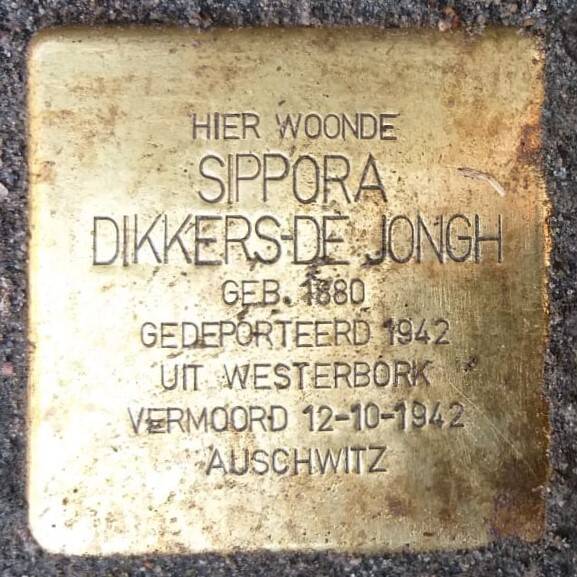 HIER WOONDE
SIPPORA
DIKKERS-DE JONGH
GEB. 1880
GEDEPORTEERD 1942
UIT WESTERBORK
VERMOORD 12-10-1942
AUSCHWITZ